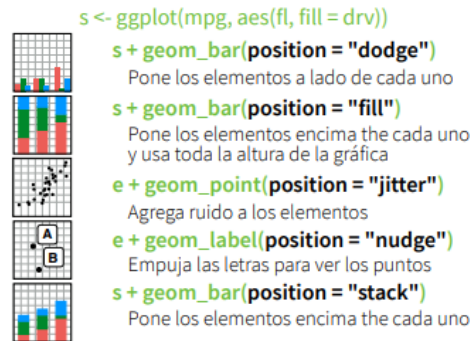 s <- ggplot(mpg, aes(fl, fill = drv))
s + geom_bar(position = "dodge")
Pone los elementos a lado de cada uno
s + geom_bar(position = "fill")
Pone los elementos encima the cada uno
y usa toda la altura de la gráfica
e + geom_point(position = "jitter")
Agrega ruido a los elementos
A
e + geom_label(position = "nudge")
B
Empuja las letras para ver los puntos
s + geom_bar(position = "stack")
Pone los elementos encima the cada uno